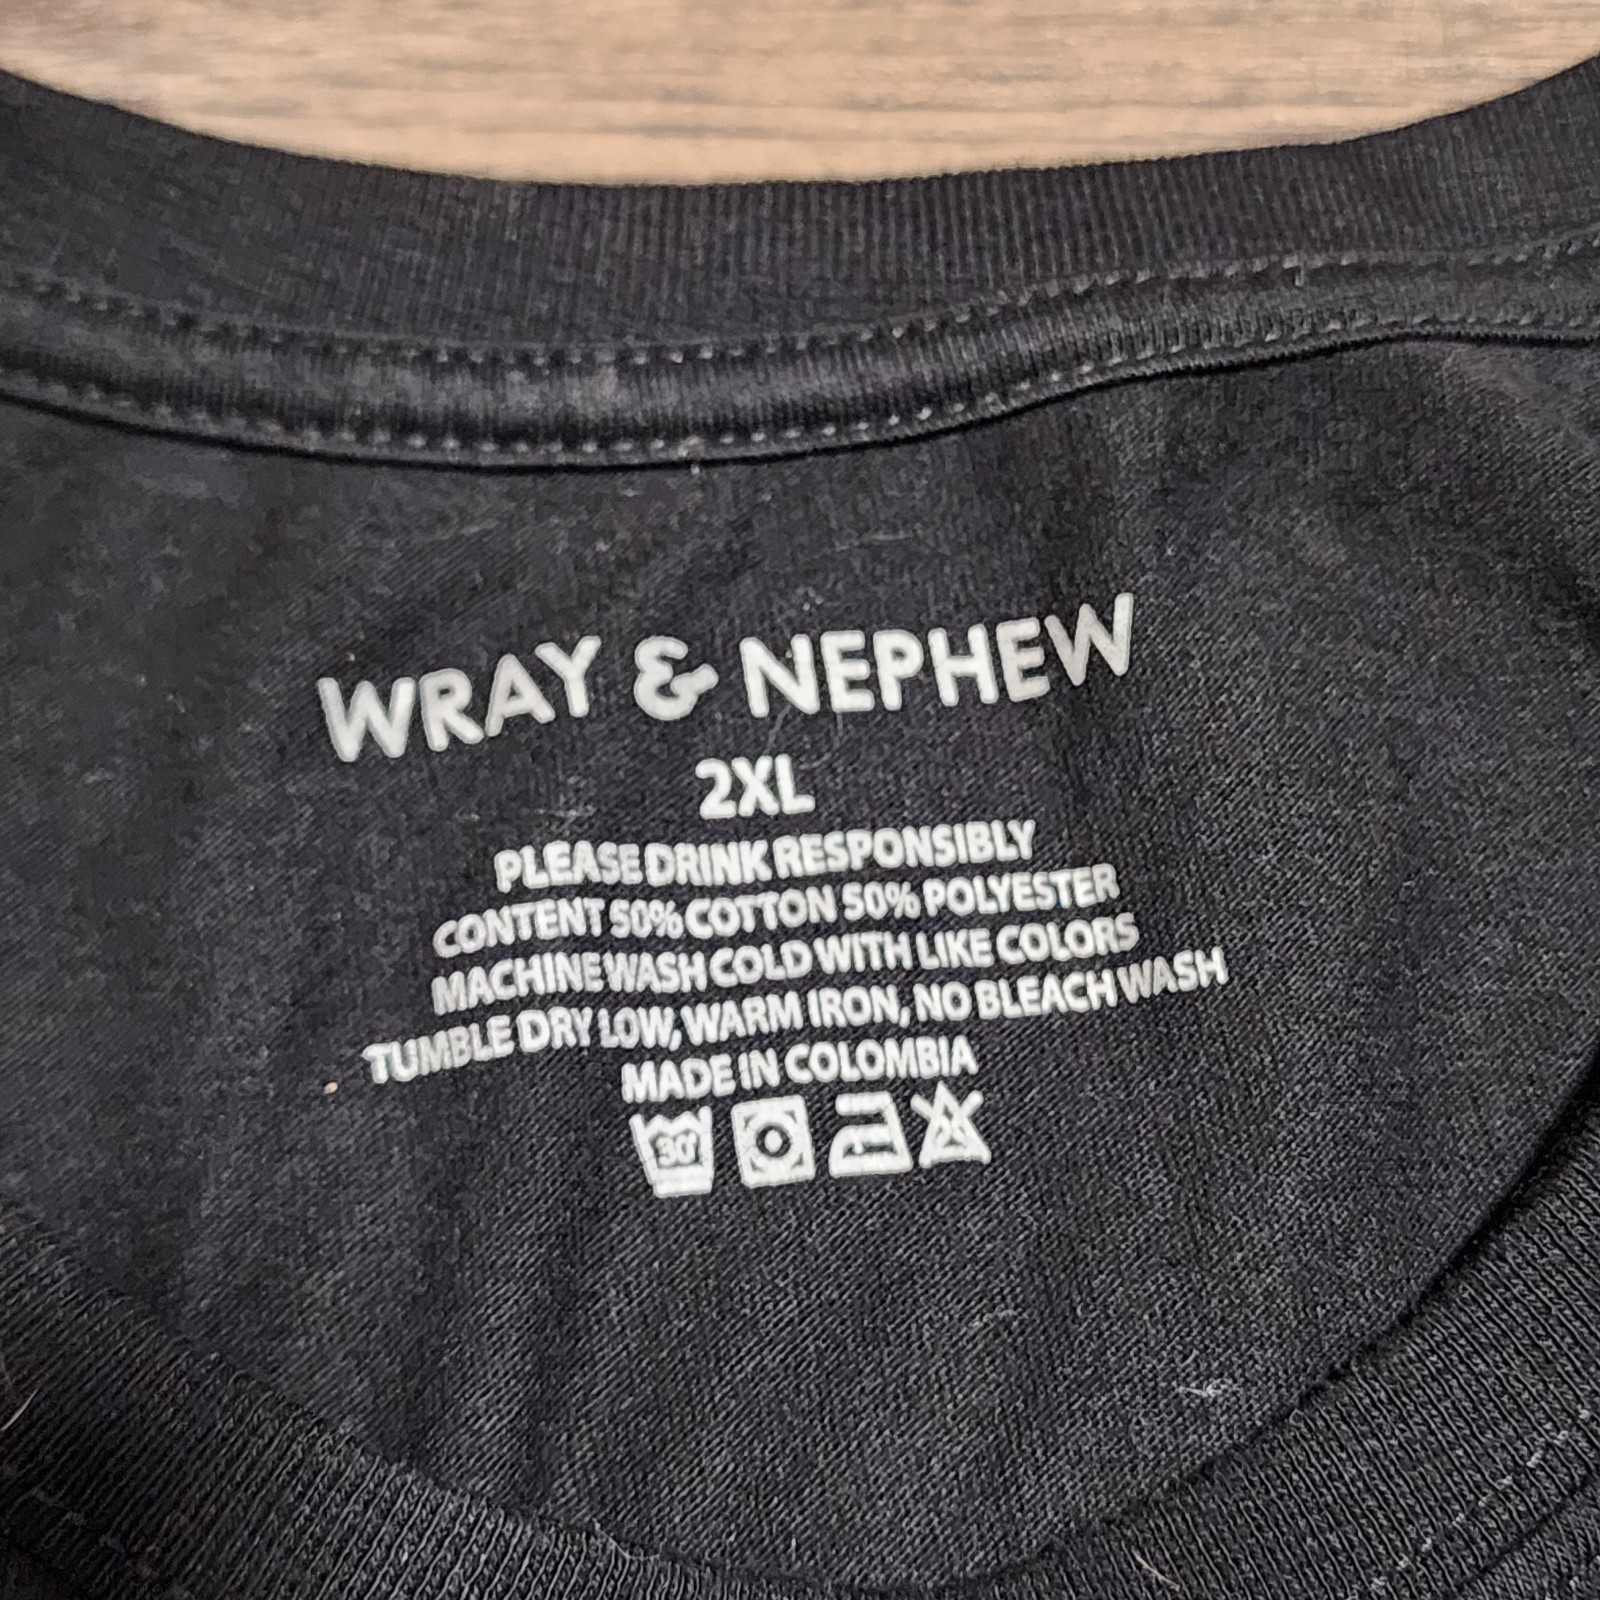 WRAY & NEPHEW
2XL
PLEASE DRINK RESPONSIBLY
CONTENT 50% COTTON 50% POLYESTER
MACHINE WASH COLD WITH LIKE COLORS
TUMBLE DRY LOW, WARM IRON, NO BLEACH WASH
MADE IN COLOMBIA
30°